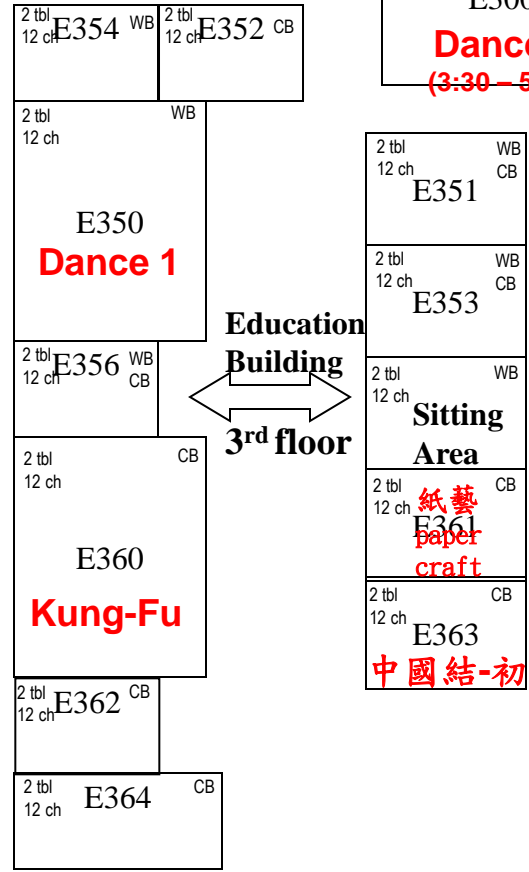 2 tbl
12 ch
E354
WB
2 tbl
12 ch
E352
CB
Dance
(3:30 – 5
2 tbl
12 ch
WB
E350
Dance 1
2 tbl
12 ch
E356
WB
CB
2 tbl
12 ch
CB
E360
Kung-Fu
2 tbl
12 ch
E362
CB
2 tbl
12 ch
E364
CB
Education
Building
3rd floor
2 tbl
12 ch
WB
CB
E351
2 tbl
12 ch
WB
CB
E353
2 tbl
12 ch
WB
Sitting
Area
2 tbl
12 ch
CB
紙藝
E361
paper
craft
2 tbl
12 ch
CB
E363
中國結-初